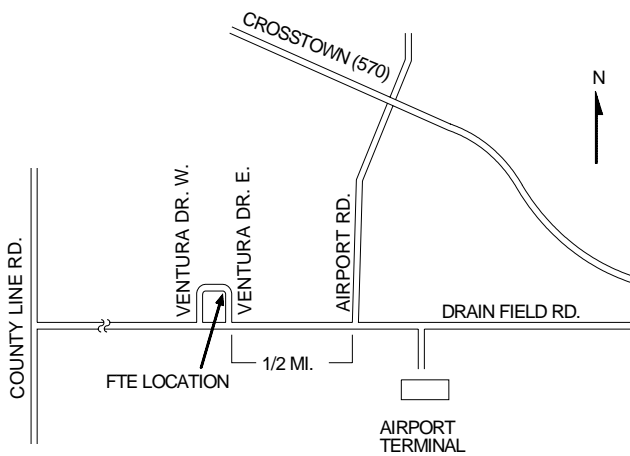 CROSSTOWN (570)
N
COUNTY LINE RD.
VENTURA DR. W.
VENTURA DR. E.
AIRPORT RD.
DRAIN FIELD RD.
1/2 MI.
FTE LOCATION
AIRPORT
TERMINAL